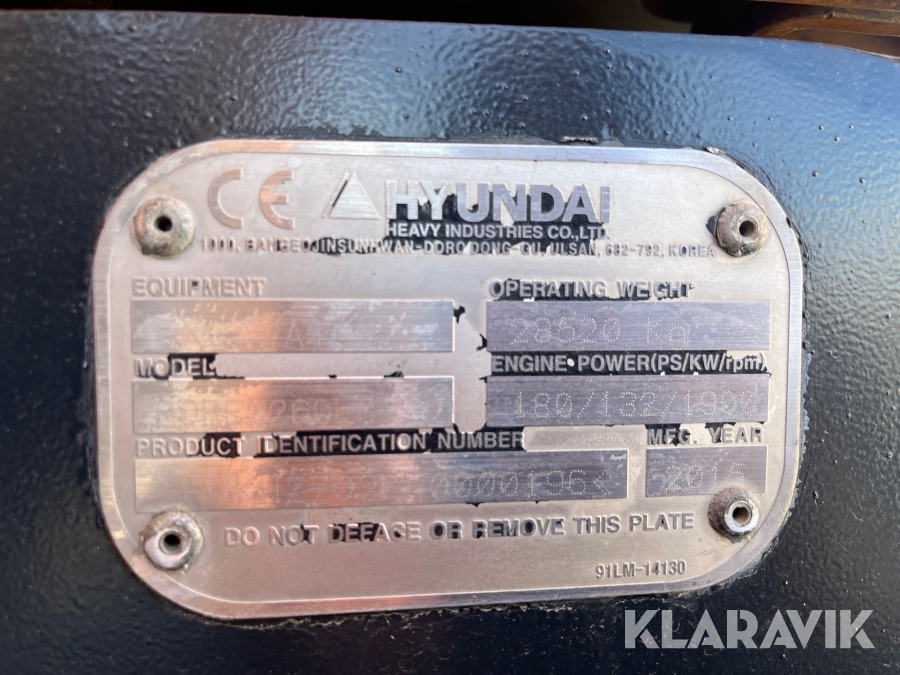 CE HYUNDAI
HEAVY INDUSTRIES CO., LTD.
1000, BANGEOJINSUNHWAN-DORO DONG-GU, ULSAN, 682-792, KOREA
EQUIPMENT
OPERATING WEIGHT
28520 Kg
MODEL
ENGINE POWER(PS/KW/rpm)
180/132/1900
PRODUCT IDENTIFICATION NUMBER
MFG. YEAR
DO NOT DEFACE OR REMOVE THIS PLATE
91LM-14130
KLARAVIK